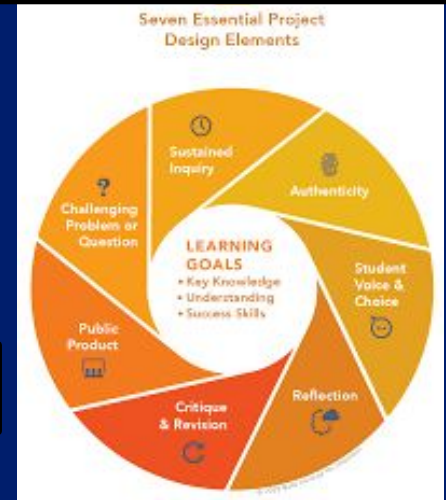 Seven Essential Project
Design Elements
?
Challenging
Problem or
Question
Sustained
Inquiry
Authenticity
Student
Voice &
Choice
Reflection
Critique
& Revision
Public
Product
LEARNING
GOALS
• Key Knowledge
• Understanding
• Success Skills